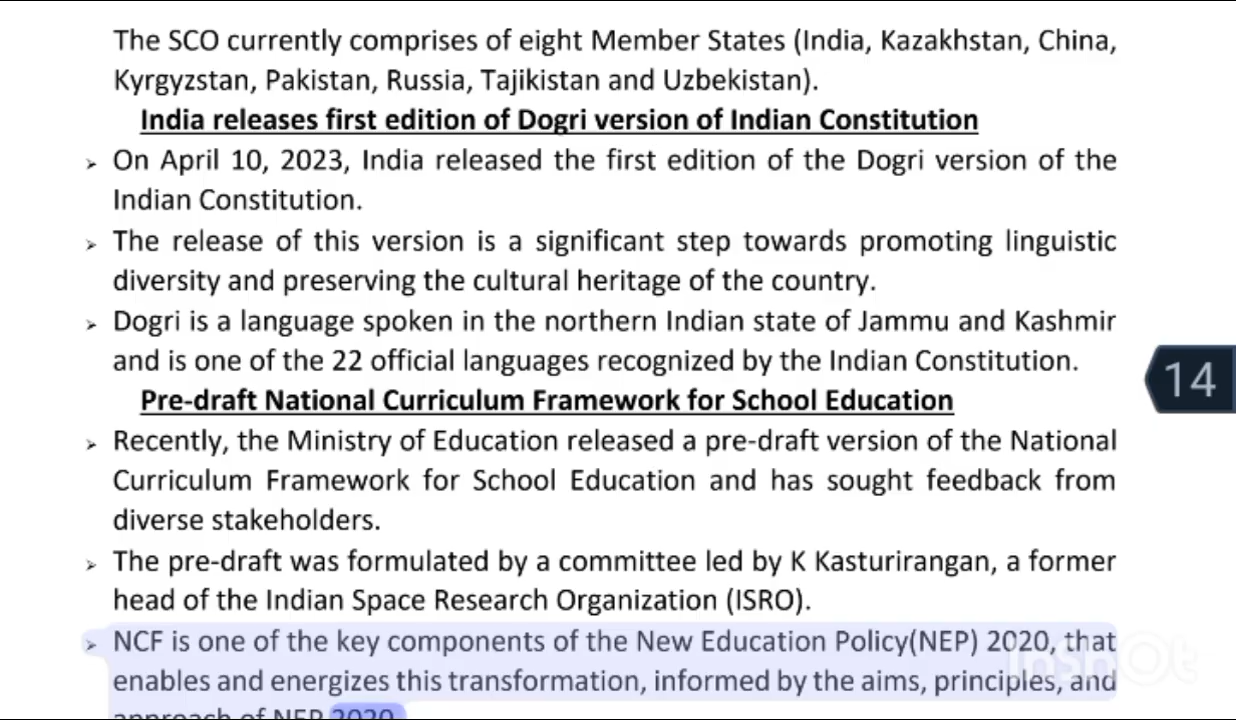 The SCO currently comprises of eight Member States (India, Kazakhstan, China,
Kyrgyzstan, Pakistan, Russia, Tajikistan and Uzbekistan).
India releases first edition of Dogri version of Indian Constitution
➢ On April 10, 2023, India released the first edition of the Dogri version of the
Indian Constitution.
➢ The release of this version is a significant step towards promoting linguistic
diversity and preserving the cultural heritage of the country.
➢ Dogri is a language spoken in the northern Indian state of Jammu and Kashmir
and is one of the 22 official languages recognized by the Indian Constitution.
14
Pre-draft National Curriculum Framework for School Education
➢ Recently, the Ministry of Education released a pre-draft version of the National
Curriculum Framework for School Education and has sought feedback from
diverse stakeholders.
➢ The pre-draft was formulated by a committee led by K Kasturirangan, a former
head of the Indian Space Research Organization (ISRO).
➢ NCF is one of the key components of the New Education Policy(NEP) 2020, that
enables and energizes this transformation, informed by the aims, principles, and
approach of NEP 2020
InShOt